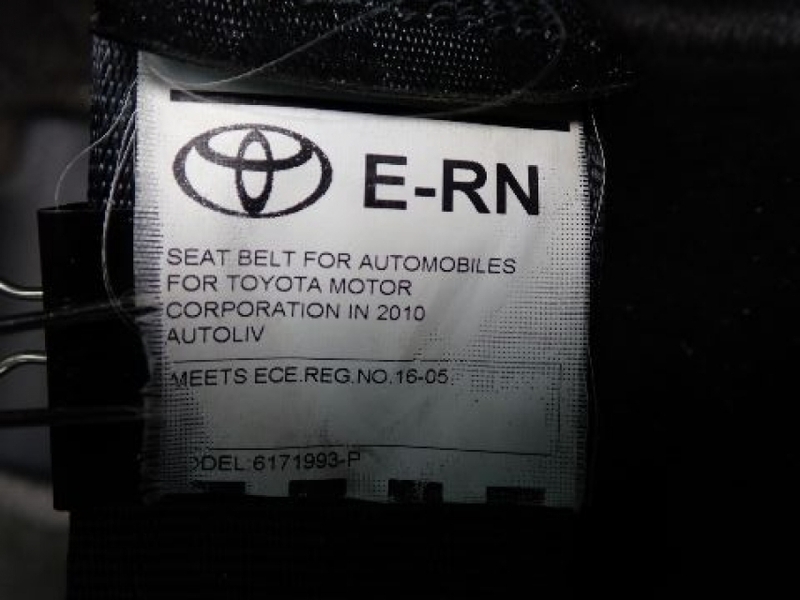 E-RN
SEAT BELT FOR AUTOMOBILES
FOR TOYOTA MOTOR
CORPORATION IN 2010
AUTOLIV
MEETS ECE.REG.NO.16-05.
ODEL:6171993-P